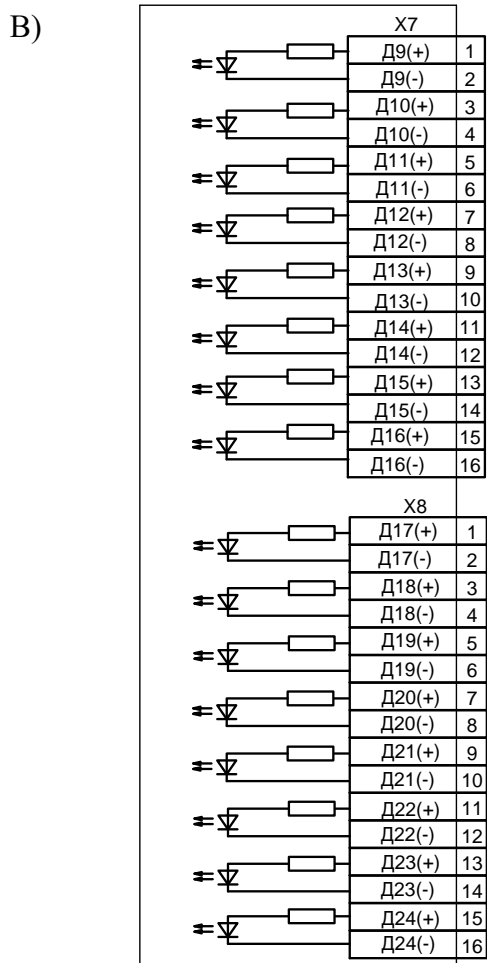 В)
X7
Д9(+) 1
Д9(-) 2
Д10(+) 3
Д10(-) 4
Д11(+) 5
Д11(-) 6
Д12(+) 7
Д12(-) 8
Д13(+) 9
Д13(-) 10
Д14(+) 11
Д14(-) 12
Д15(+) 13
Д15(-) 14
Д16(+) 15
Д16(-) 16
X8
Д17(+) 1
Д17(-) 2
Д18(+) 3
Д18(-) 4
Д19(+) 5
Д19(-) 6
Д20(+) 7
Д20(-) 8
Д21(+) 9
Д21(-) 10
Д22(+) 11
Д22(-) 12
Д23(+) 13
Д23(-) 14
Д24(+) 15
Д24(-) 16